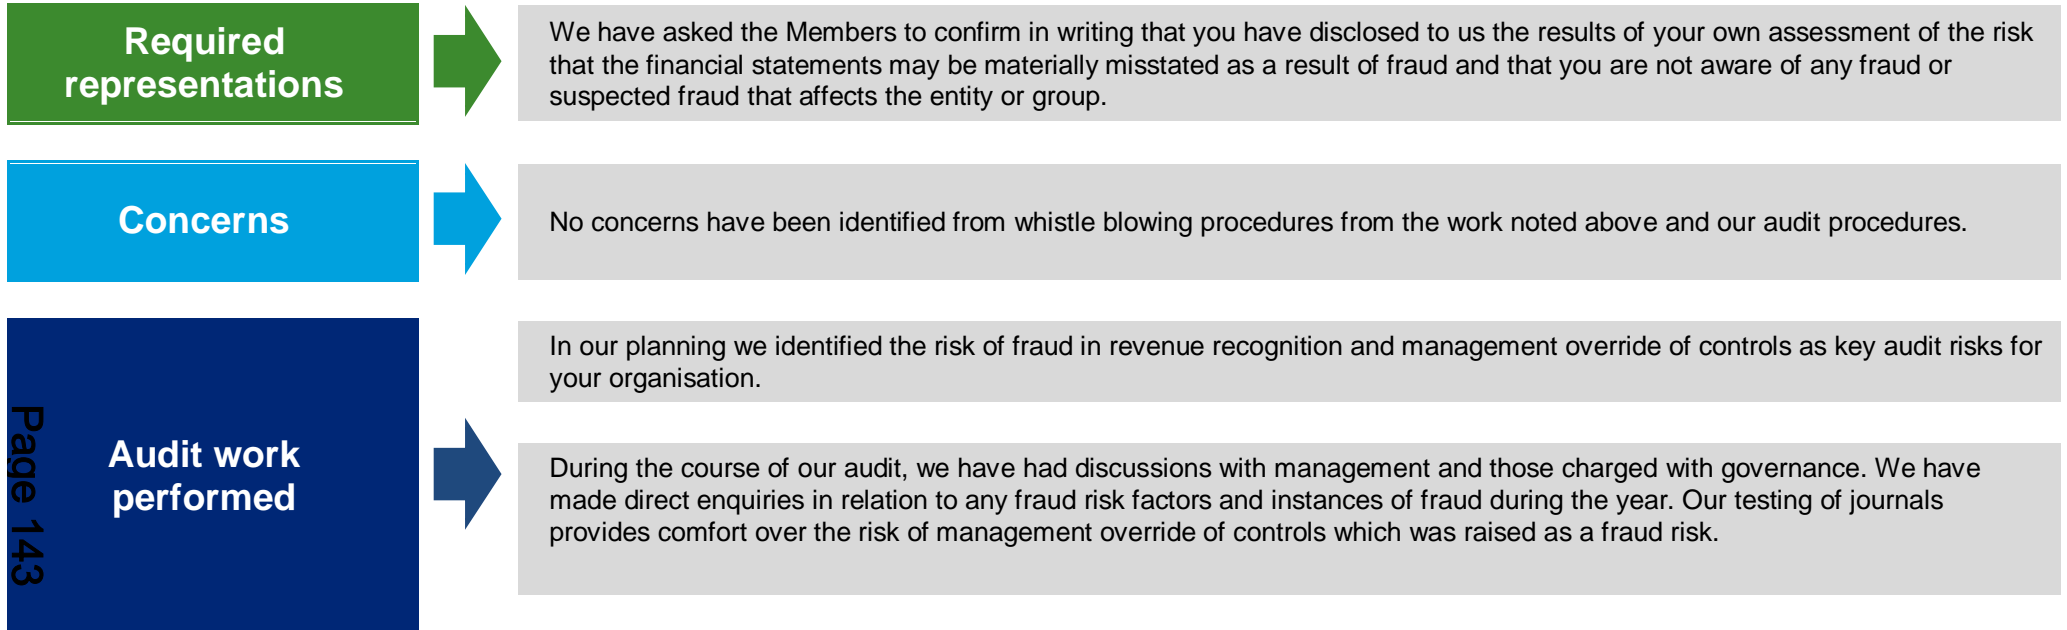 Required
representations
We have asked the Members to confirm in writing that you have disclosed to us the results of your own assessment of the risk
that the financial statements may be materially misstated as a result of fraud and that you are not aware of any fraud or
suspected fraud that affects the entity or group.
Concerns
No concerns have been identified from whistle blowing procedures from the work noted above and our audit procedures.
Audit work
performed
In our planning we identified the risk of fraud in revenue recognition and management override of controls as key audit risks for
your organisation.
During the course of our audit, we have had discussions with management and those charged with governance. We have
made direct enquiries in relation to any fraud risk factors and instances of fraud during the year. Our testing of journals
provides comfort over the risk of management override of controls which was raised as a fraud risk.
Page 143